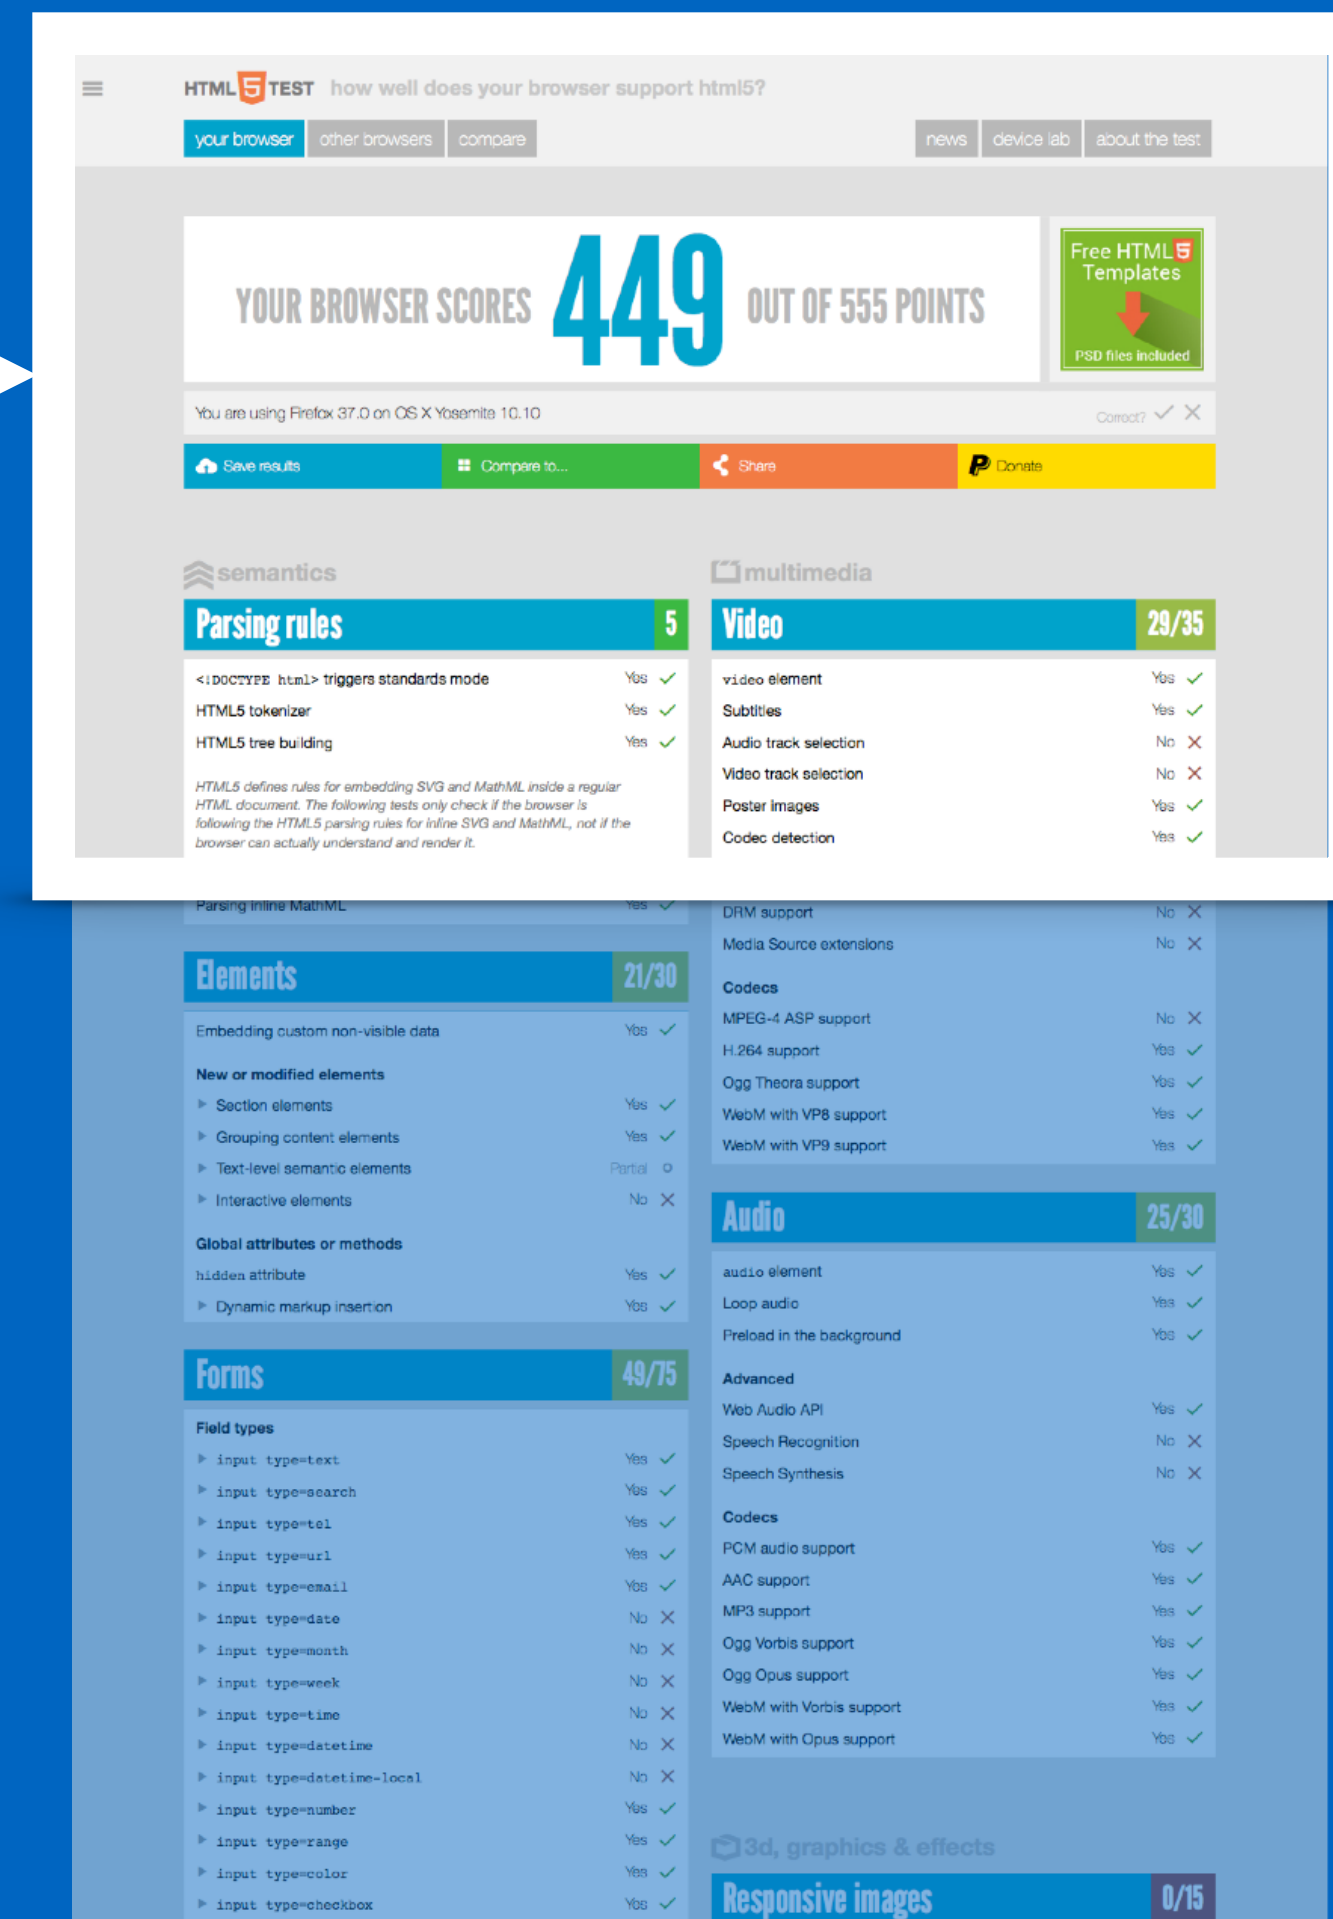 HTML 5 TEST how well does your browser support html5?
your browser other browsers compare news device lab about the test
YOUR BROWSER SCORES 449 OUT OF 555 POINTS
Free HTML5
Templates
PSD files included
You are using Firefox 37.0 on OS X Yosemite 10.10 Correct?
Save results Compare to... Share Donate
semantics
Parsing rules 5
<!DOCTYPE html> triggers standards mode Yes
HTML5 tokenizer Yes
HTML5 tree building Yes
HTML5 defines rules for embedding SVG and MathML inside a regular
HTML document. The following tests only check if the browser is
following the HTML5 parsing rules for inline SVG and MathML, not if the
browser can actually understand and render it.
Parsing inline MathML Yes
Elements 21/30
Embedding custom non-visible data Yes
New or modified elements
Section elements Yes
Grouping content elements Yes
Text-level semantic elements Partial
Interactive elements No
Global attributes or methods
hidden attribute Yes
Dynamic markup insertion Yes
Forms 49/75
Field types
input type=text Yes
input type=search Yes
input type=tel Yes
input type=url Yes
input type=email Yes
input type=date No
input type=month No
input type=week No
input type=time No
input type=datetime No
input type=datetime-local No
input type=number Yes
input type=range Yes
input type=color Yes
input type=checkbox Yes
multimedia
Video 29/35
video element Yes
Subtitles Yes
Audio track selection No
Video track selection No
Poster images Yes
Codec detection Yes
DRM support No
Media Source extensions No
Codecs
MPEG-4 ASP support No
H.264 support Yes
Ogg Theora support Yes
WebM with VP8 support Yes
WebM with VP9 support Yes
Audio 25/30
audio element Yes
Loop audio Yes
Preload in the background Yes
Advanced
Web Audio API Yes
Speech Recognition No
Speech Synthesis No
Codecs
PCM audio support Yes
AAC support Yes
MP3 support Yes
Ogg Vorbis support Yes
Ogg Opus support Yes
WebM with Vorbis support Yes
WebM with Opus support Yes
3d, graphics & effects
Responsive images 0/15